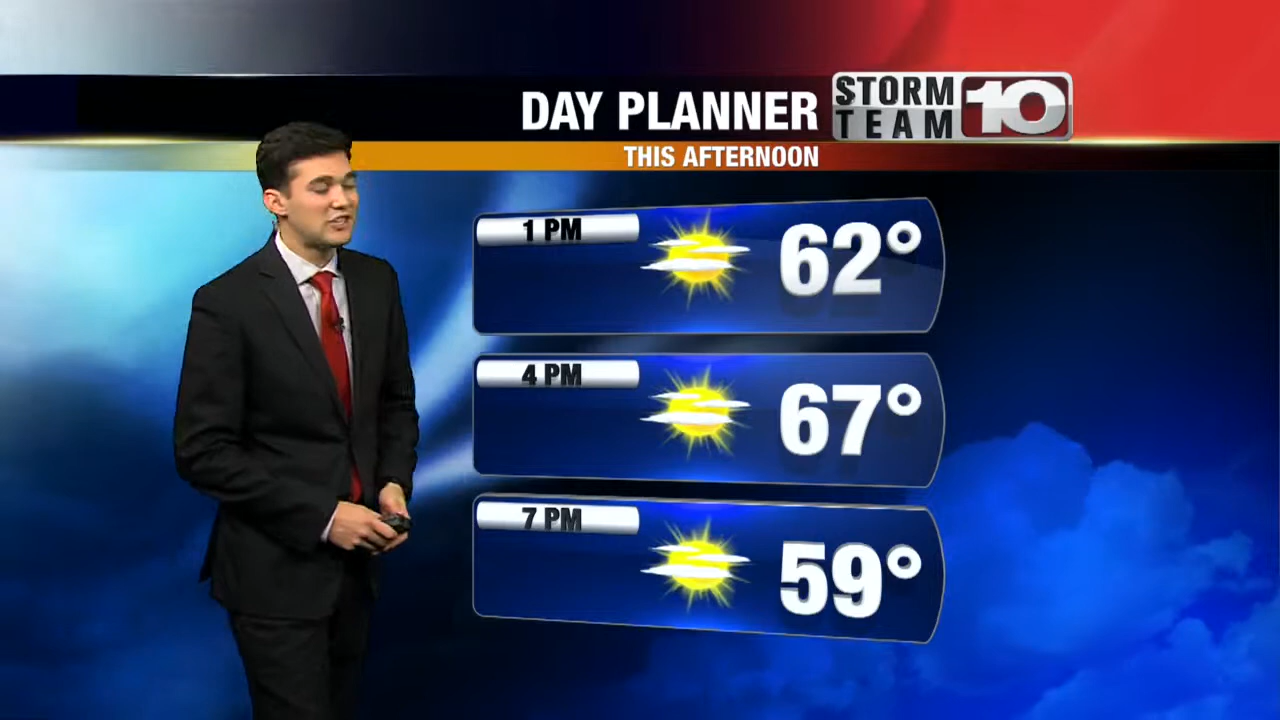 DAY PLANNER
STORM TEAM 10
THIS AFTERNOON
1 PM
62°
4 PM
67°
7 PM
59°